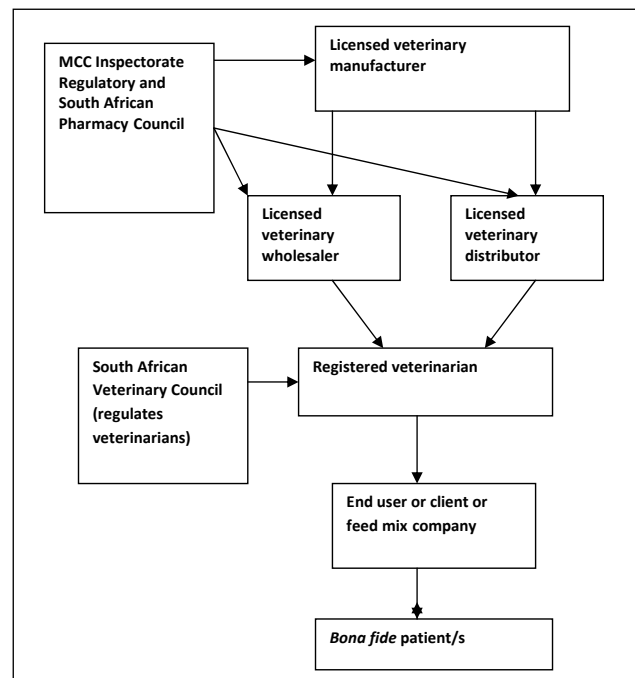 MCC Inspectorate
Regulatory and
South African
Pharmacy Council
Licensed veterinary
manufacturer
Licensed
veterinary
wholesaler
Licensed
veterinary
distributor
South African
Veterinary Council
(regulates
veterinarians)
Registered veterinarian
End user or client or
feed mix company
Bona fide patient/s